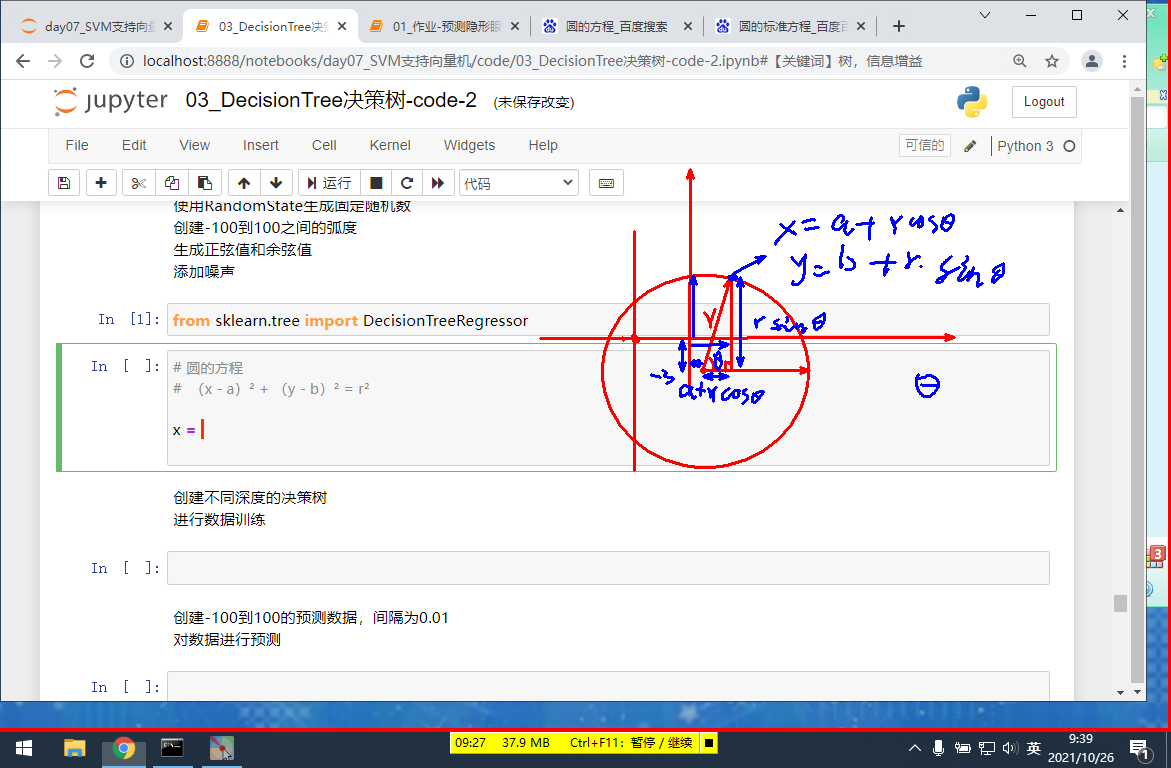 day07_SVM支持向量
03_DecisionTree决策
01_作业-预测隐形眼
圆的方程_百度搜索
圆的标准方程_百度百
localhost:8888/notebooks/day07_SVM支持向量机/code/03_DecisionTree决策树-code-2.ipynb#【关键词】树，信息增益
jupyter 03_DecisionTree决策树-code-2 (未保存改变)
Logout
File Edit View Insert Cell Kernel Widgets Help
可信的 Python 3
运行 代码
使用RandomState生成固定随机数
创建-100到100之间的弧度
生成正弦值和余弦值
添加噪声
x = a + r cosθ
y = b + r. sinθ
In [1]: from sklearn.tree import DecisionTreeRegressor
r
r sinθ
In [ ]: # 圆的方程
# （x - a）² + （y - b）² = r²
θ
-3
a+r cosθ
θ
x =
创建不同深度的决策树
进行数据训练
In [ ]:
创建-100到100的预测数据，间隔为0.01
对数据进行预测
In [ ]:
3
09:27 37.9 MB Ctrl+F11：暂停 / 继续
英
9:39
2021/10/26
1